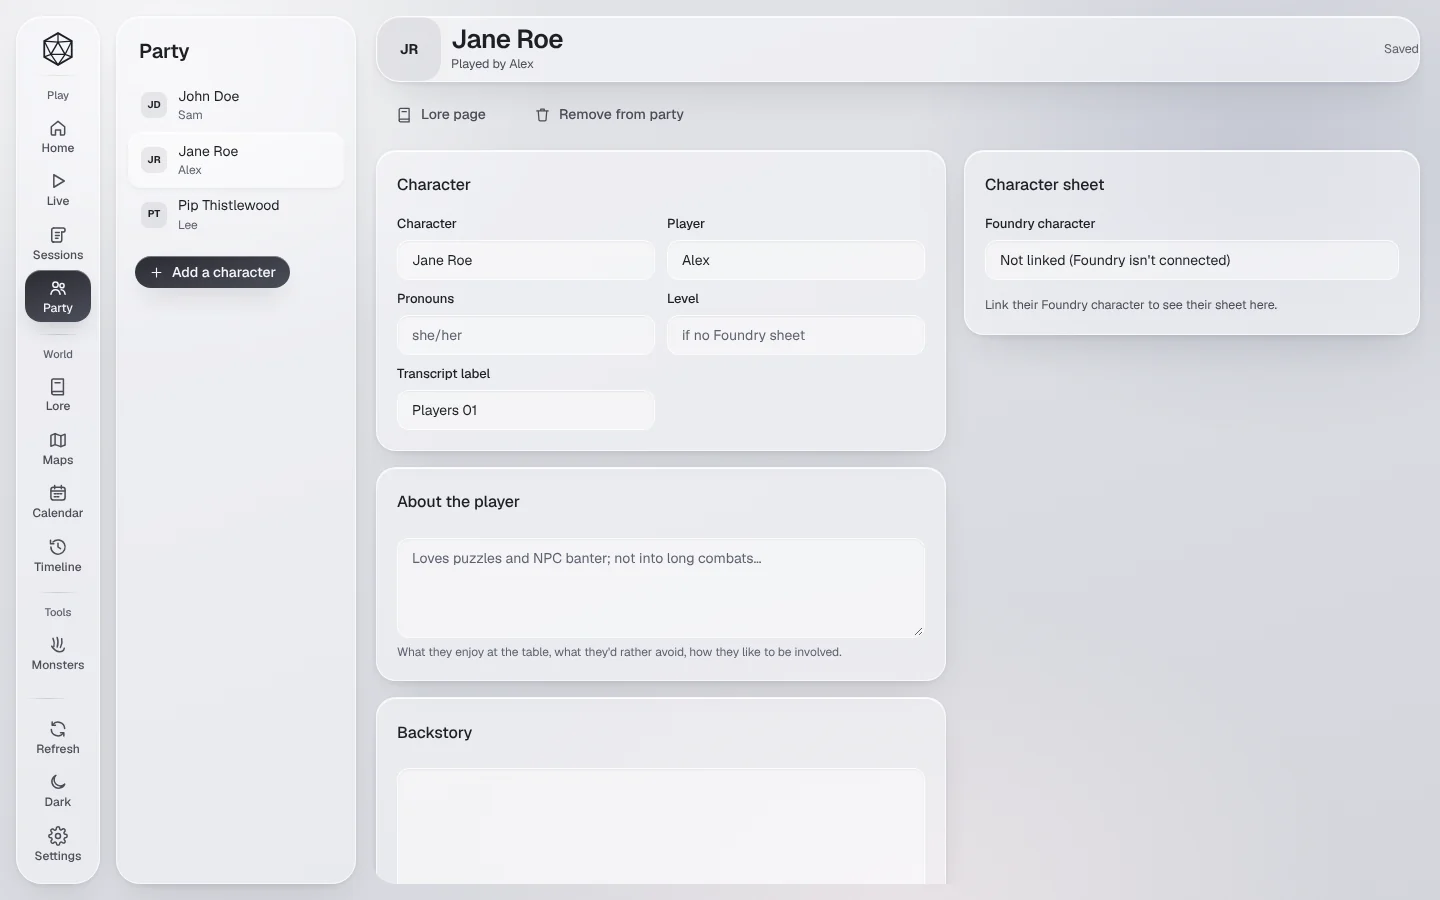 Play
Home
Live
Sessions
Party
World
Lore
Maps
Calendar
Timeline
Tools
Monsters
Refresh
Dark
Settings
Party
JD
John Doe
Sam
JR
Jane Roe
Alex
PT
Pip Thistlewood
Lee
Add a character
JR
Jane Roe
Played by Alex
Saved
Lore page
Remove from party
Character
Character
Player
Jane Roe
Alex
Pronouns
Level
she/her
if no Foundry sheet
Transcript label
Players 01
About the player
Loves puzzles and NPC banter; not into long combats…
What they enjoy at the table, what they'd rather avoid, how they like to be involved.
Backstory
Character sheet
Foundry character
Not linked (Foundry isn't connected)
Link their Foundry character to see their sheet here.